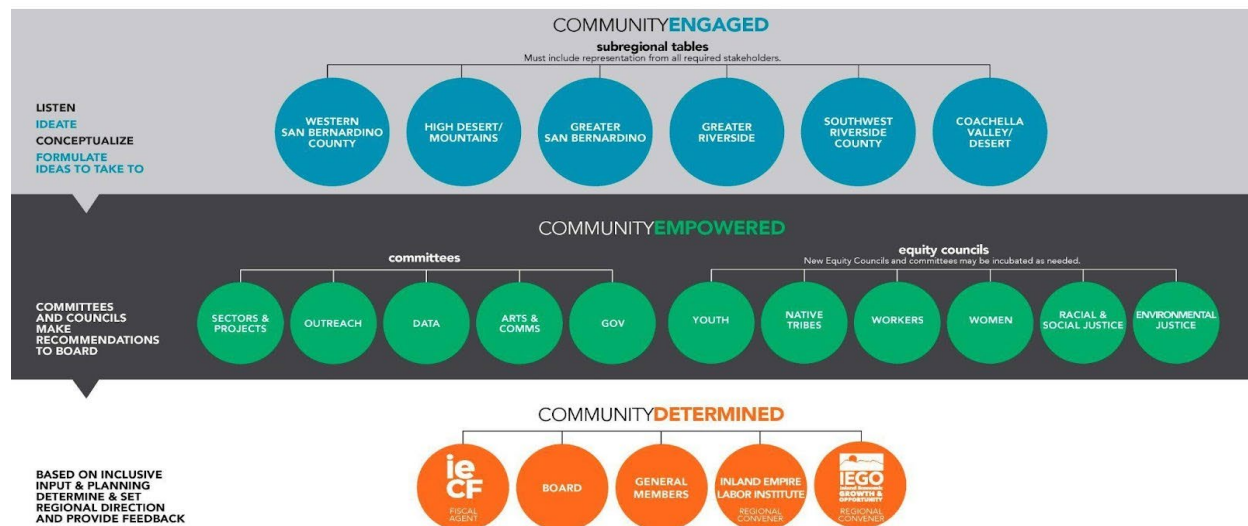 COMMUNITYENGAGED
subregional tables
Must include representation from all required stakeholders.
LISTEN
IDEATE
CONCEPTUALIZE
FORMULATE
IDEAS TO TAKE TO
WESTERN
SAN BERNARDINO
COUNTY
HIGH DESERT/
MOUNTAINS
GREATER
SAN BERNARDINO
GREATER
RIVERSIDE
SOUTHWEST
RIVERSIDE
COUNTY
COACHELLA
VALLEY/
DESERT
COMMUNITYEMPOWERED
committees
equity councils
New Equity Councils and committees may be incubated as needed.
COMMITTEES
AND COUNCILS
MAKE
RECOMMENDATIONS
TO BOARD
SECTORS &
PROJECTS
OUTREACH
DATA
ARTS &
COMMS
GOV
YOUTH
NATIVE
TRIBES
WORKERS
WOMEN
RACIAL &
SOCIAL JUSTICE
ENVIRONMENTAL
JUSTICE
COMMUNITYDETERMINED
BASED ON INCLUSIVE
INPUT & PLANNING
DETERMINE & SET
REGIONAL DIRECTION
AND PROVIDE FEEDBACK
ie
CF
FISCAL
AGENT
BOARD
GENERAL
MEMBERS
INLAND EMPIRE
LABOR INSTITUTE
REGIONAL
CONVENER
IEGO
Inland Economic
GROWTH &
OPPORTUNITY
REGIONAL
CONVENER